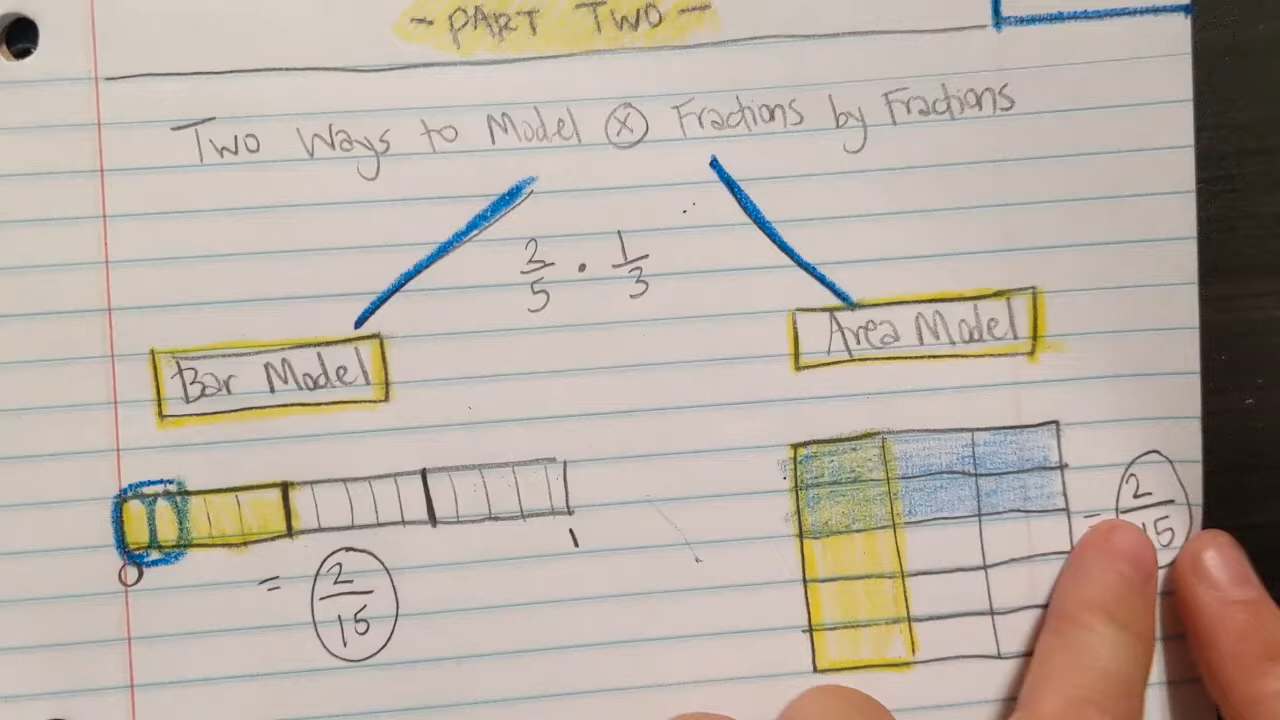 - PART TWO -
Two Ways to Model ⓧ Fractions by Fractions
2/5 · 1/3
Bar Model
Area Model
0
1
= 2/15
= 2/15